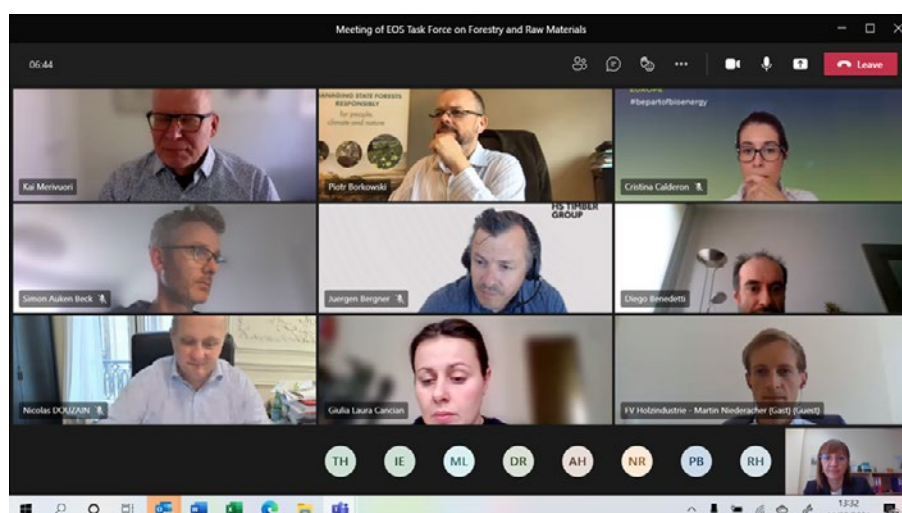 Meeting of EOS Task Force on Forestry and Raw Materials
06:44
Leave
MANAGING STATE FORESTS
RESPONSIBLY
for people,
climate and nature
Kai Merivuori
Piotr Borkowski
EUROPE
#bepartofbioenergy
Cristina Calderon
Simon Auken Beck
HS TIMBER
GROUP
Juergen Bergner
Diego Benedetti
Nicolas DOUZAIN
Giulia Laura Cancian
FV Holzindustrie - Martin Niederacher (Gast) (Guest)
TH IE ML DR AH NR PB RH
13:32